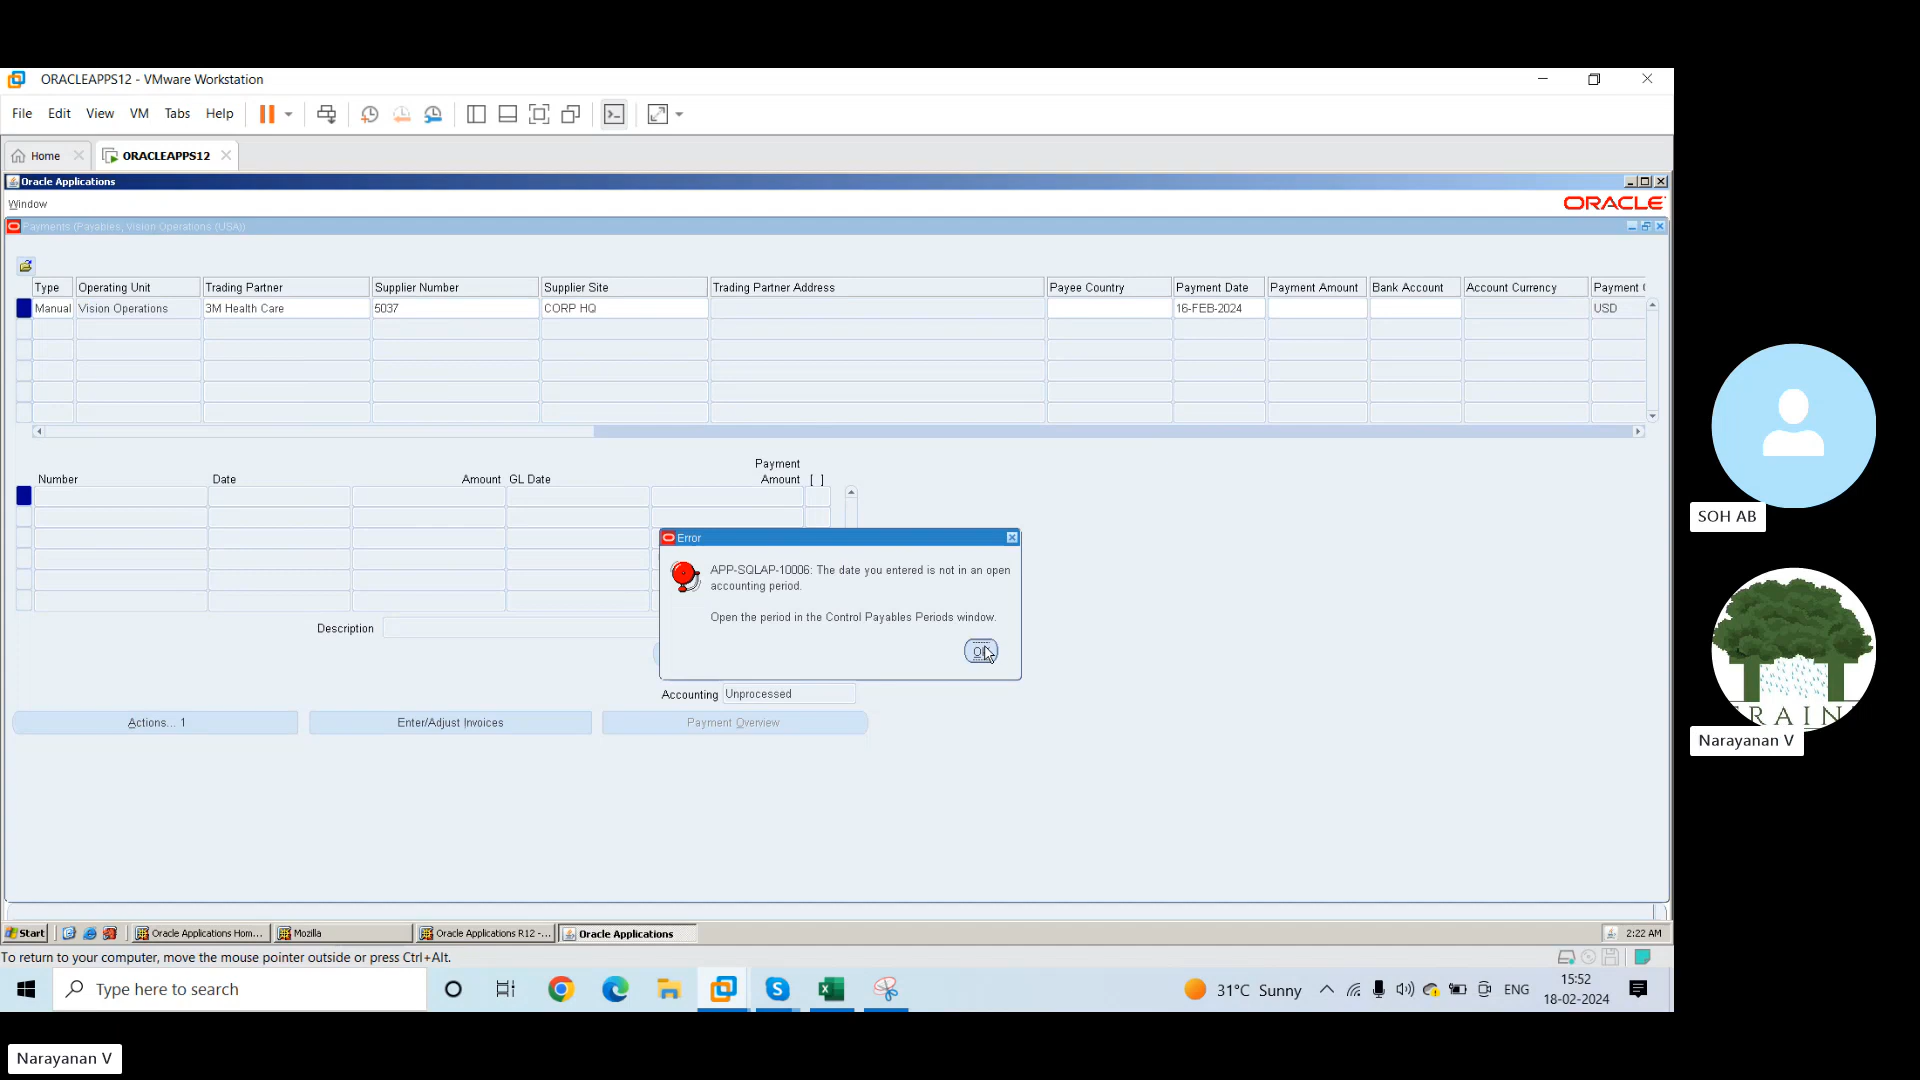 ORACLEAPPS12 - VMware Workstation
File Edit View VM Tabs Help
Home
ORACLEAPPS12
Oracle Applications
Window
ORACLE
Payments (Payables, Vision Operations (USA))
Type Operating Unit Trading Partner Supplier Number Supplier Site Trading Partner Address Payee Country Payment Date Payment Amount Bank Account Account Currency Payment
Manual Vision Operations 3M Health Care 5037 CORP HQ 16-FEB-2024 USD
Payment
Number Date Amount GL Date Amount [ ]
Error
APP-SQLAP-10006: The date you entered is not in an open
accounting period.
Open the period in the Control Payables Periods window.
Description
Accounting Unprocessed
Actions... 1 Enter/Adjust Invoices Payment Overview
SOH AB
RAIN
Narayanan V
Start Oracle Applications Hom... Mozilla Oracle Applications R12 -... Oracle Applications 2:22 AM
To return to your computer, move the mouse pointer outside or press Ctrl+Alt.
Type here to search
31°C Sunny
ENG
15:52
18-02-2024
Narayanan V